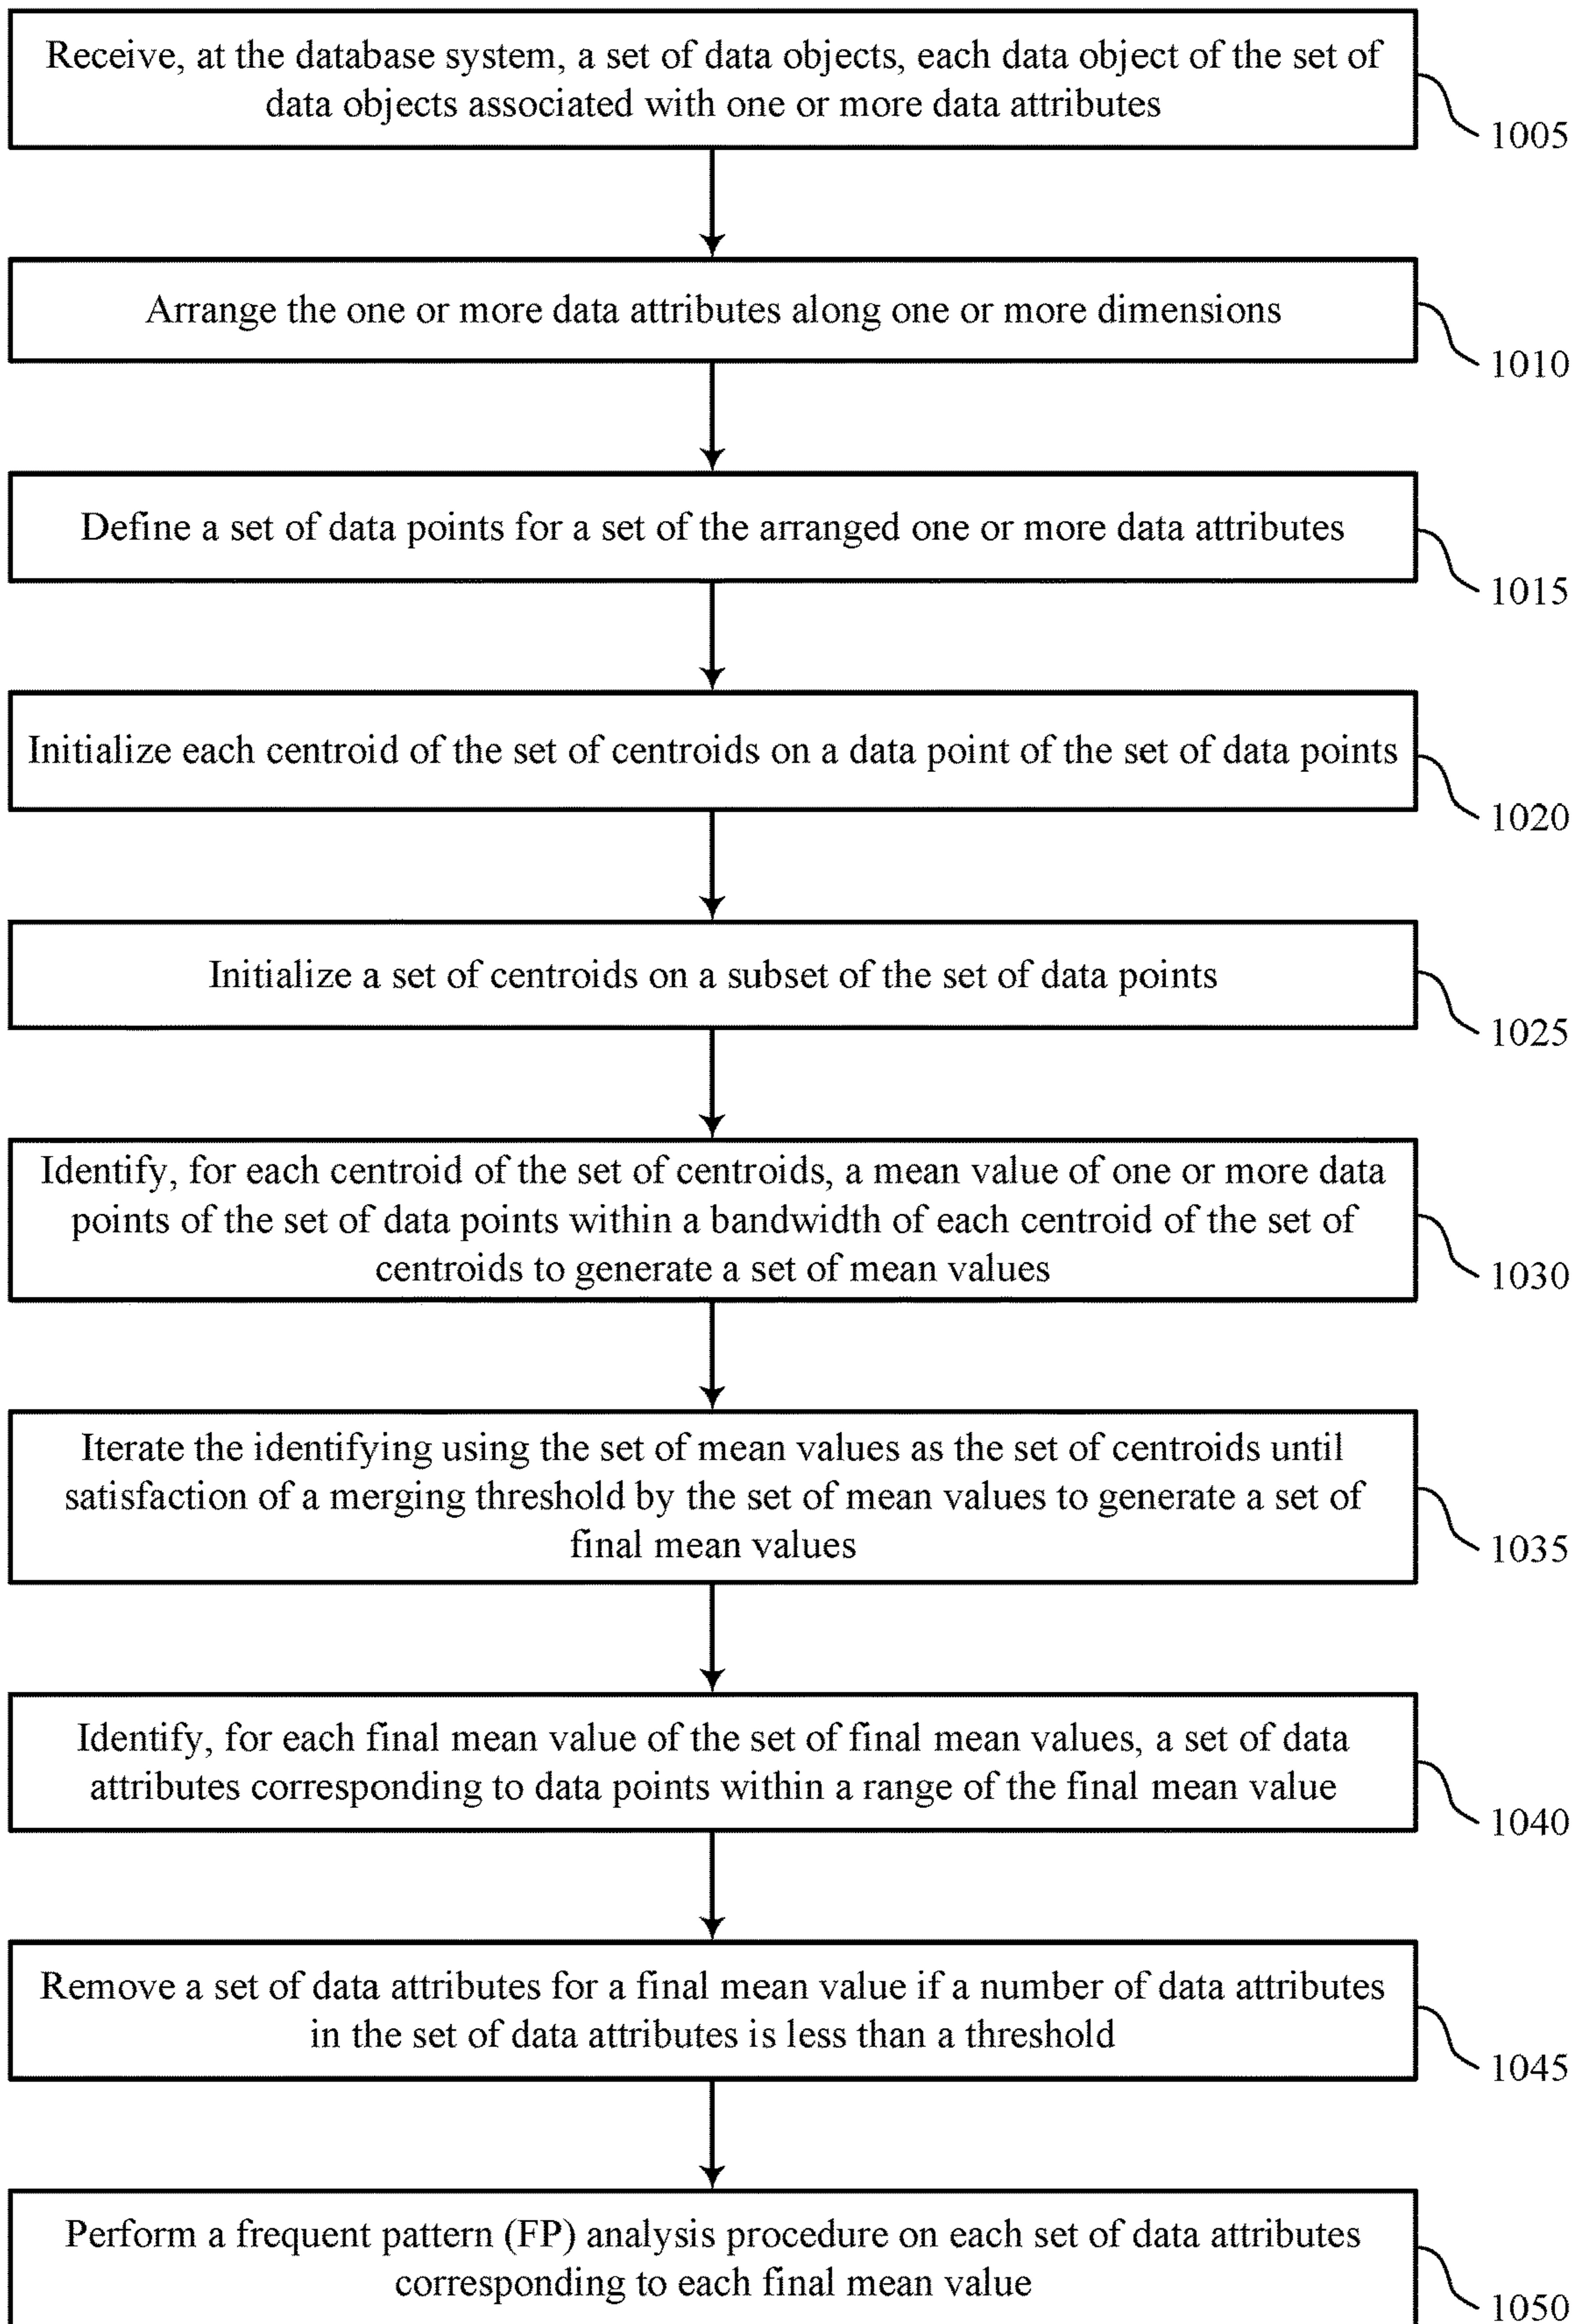 Receive, at the database system, a set of data objects, each data object of the set of
data objects associated with one or more data attributes
1005
Arrange the one or more data attributes along one or more dimensions
1010
Define a set of data points for a set of the arranged one or more data attributes
1015
Initialize each centroid of the set of centroids on a data point of the set of data points
1020
Initialize a set of centroids on a subset of the set of data points
1025
Identify, for each centroid of the set of centroids, a mean value of one or more data
points of the set of data points within a bandwidth of each centroid of the set of
centroids to generate a set of mean values
1030
Iterate the identifying using the set of mean values as the set of centroids until
satisfaction of a merging threshold by the set of mean values to generate a set of
final mean values
1035
Identify, for each final mean value of the set of final mean values, a set of data
attributes corresponding to data points within a range of the final mean value
1040
Remove a set of data attributes for a final mean value if a number of data attributes
in the set of data attributes is less than a threshold
1045
Perform a frequent pattern (FP) analysis procedure on each set of data attributes
corresponding to each final mean value
1050